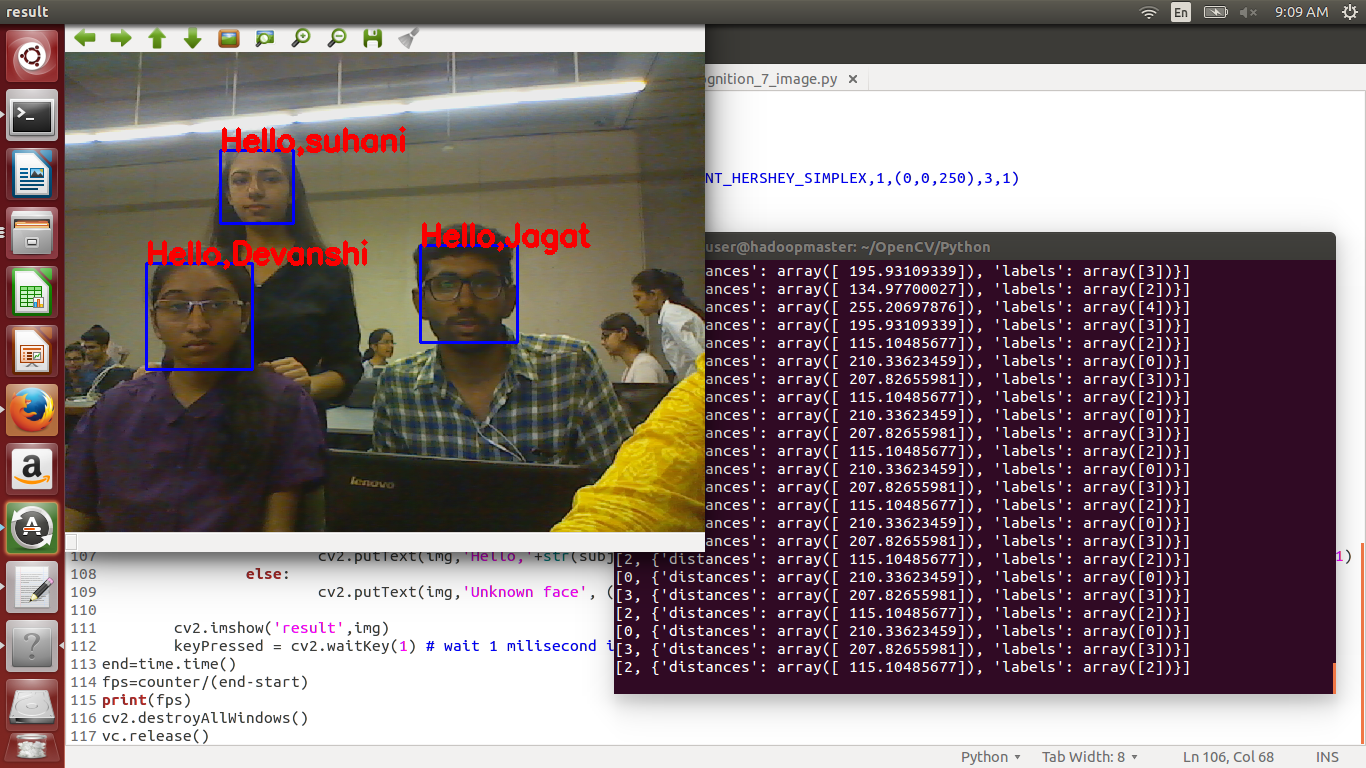 result
En
9:09 AM
ognition_7_image.py
Hello,suhani
Hello,Devanshi
Hello,Jagat
lenovo
NT_HERSHEY_SIMPLEX,1,(0,0,250),3,1)
user@hadoopmaster: ~/OpenCV/Python
ances': array([ 195.93109339]), 'labels': array([3])}]
ances': array([ 134.97700027]), 'labels': array([2])}]
ances': array([ 255.20697876]), 'labels': array([4])}]
ances': array([ 195.93109339]), 'labels': array([3])}]
ances': array([ 115.10485677]), 'labels': array([2])}]
ances': array([ 210.33623459]), 'labels': array([0])}]
ances': array([ 207.82655981]), 'labels': array([3])}]
ances': array([ 115.10485677]), 'labels': array([2])}]
ances': array([ 210.33623459]), 'labels': array([0])}]
ances': array([ 207.82655981]), 'labels': array([3])}]
ances': array([ 115.10485677]), 'labels': array([2])}]
ances': array([ 210.33623459]), 'labels': array([0])}]
ances': array([ 207.82655981]), 'labels': array([3])}]
ances': array([ 115.10485677]), 'labels': array([2])}]
ances': array([ 210.33623459]), 'labels': array([0])}]
ances': array([ 207.82655981]), 'labels': array([3])}]
[2, {'distances': array([ 115.10485677]), 'labels': array([2])}]
[0, {'distances': array([ 210.33623459]), 'labels': array([0])}]
[3, {'distances': array([ 207.82655981]), 'labels': array([3])}]
[2, {'distances': array([ 115.10485677]), 'labels': array([2])}]
[0, {'distances': array([ 210.33623459]), 'labels': array([0])}]
[3, {'distances': array([ 207.82655981]), 'labels': array([3])}]
[2, {'distances': array([ 115.10485677]), 'labels': array([2])}]
107 cv2.putText(img,'Hello,'+str(subj 1)
108 else:
109 cv2.putText(img,'Unknown face', (
110
111 cv2.imshow('result',img)
112 keyPressed = cv2.waitKey(1) # wait 1 milisecond i
113 end=time.time()
114 fps=counter/(end-start)
115 print(fps)
116 cv2.destroyAllWindows()
117 vc.release()
Python
Tab Width: 8
Ln 106, Col 68
INS